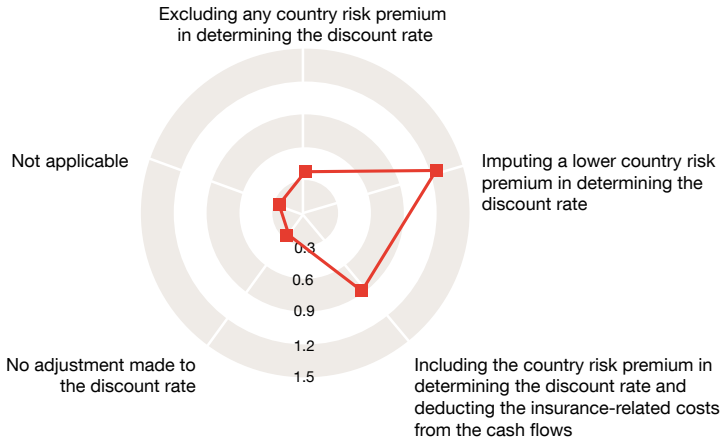 Excluding any country risk premium
in determining the discount rate
Not applicable
Imputing a lower country risk
premium in determining the
discount rate
0.3
0.6
0.9
1.2
1.5
No adjustment made to
the discount rate
Including the country risk premium in
determining the discount rate and
deducting the insurance-related costs
from the cash flows